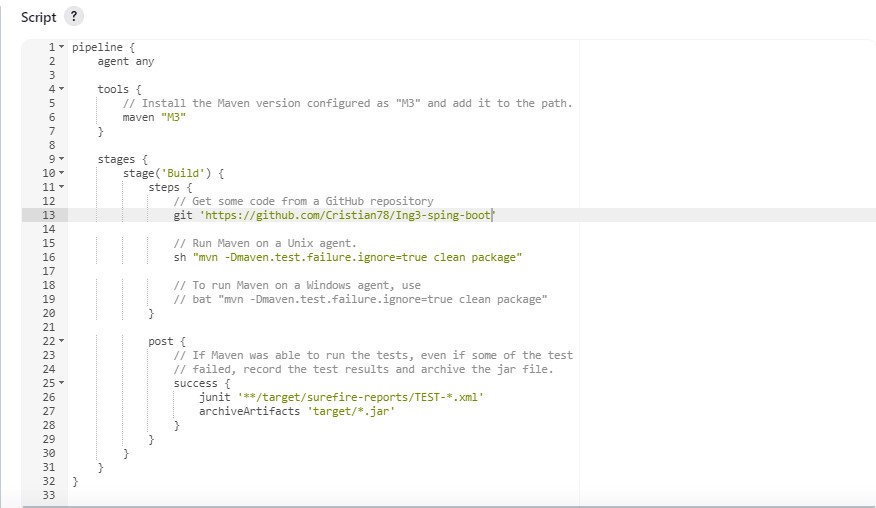 Script ?
1 pipeline {
2     agent any
3
4     tools {
5         // Install the Maven version configured as "M3" and add it to the path.
6         maven "M3"
7     }
8
9     stages {
10         stage('Build') {
11             steps {
12                 // Get some code from a GitHub repository
13                 git 'https://github.com/Cristian78/Ing3-sping-boot'
14
15                 // Run Maven on a Unix agent.
16                 sh "mvn -Dmaven.test.failure.ignore=true clean package"
17
18                 // To run Maven on a Windows agent, use
19                 // bat "mvn -Dmaven.test.failure.ignore=true clean package"
20             }
21
22             post {
23                 // If Maven was able to run the tests, even if some of the test
24                 // failed, record the test results and archive the jar file.
25                 success {
26                     junit '**/target/surefire-reports/TEST-*.xml'
27                     archiveArtifacts 'target/*.jar'
28                 }
29             }
30         }
31     }
32 }
33